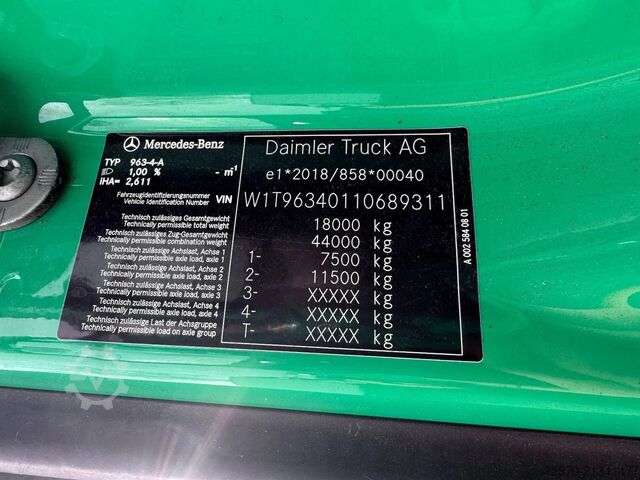 Mercedes-Benz
TYP 963-4-A
1,00 % - m⁻¹
iHA= 2,611
Daimler Truck AG
e1*2018/858*00040
Fahrzeugidentifizierungsnummer
Vehicle Identification Number VIN W1T96340110689311
Technisch zulässiges Gesamtgewicht
Technically permissible total weight 18000 kg
Technisch zulässiges Zug-Gesamtgewicht
Technically permissible combination weight 44000 kg
Technisch zulässige Achslast, Achse 1
Technically permissible axle load, axle 1 1- 7500 kg
Technisch zulässige Achslast, Achse 2
Technically permissible axle load, axle 2 2- 11500 kg
Technisch zulässige Achslast, Achse 3
Technically permissible axle load, axle 3 3- XXXXX kg
Technisch zulässige Achslast, Achse 4
Technically permissible axle load, axle 4 4- XXXXX kg
Technisch zulässige Last der Achsgruppe
Technically permissible load on axle group T- XXXXX kg
A 002 584 08 01